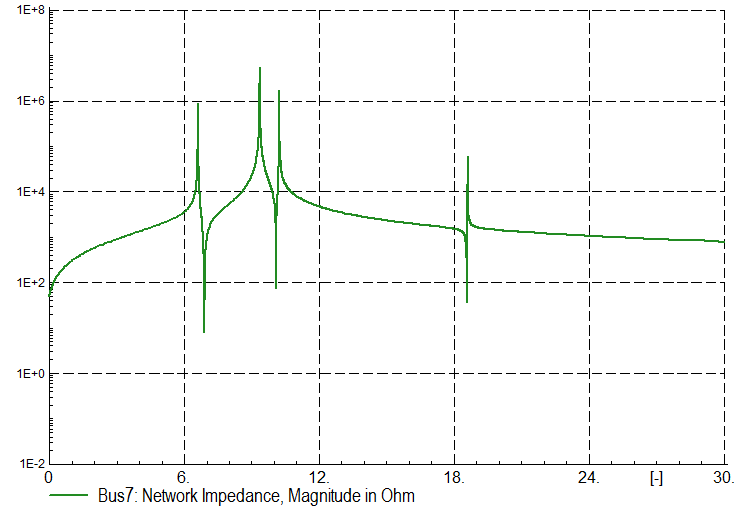 1E+8
1E+6
1E+4
1E+2
1E+0
1E-2
0 6. 12. 18. 24. [-] 30.
Bus7: Network Impedance, Magnitude in Ohm